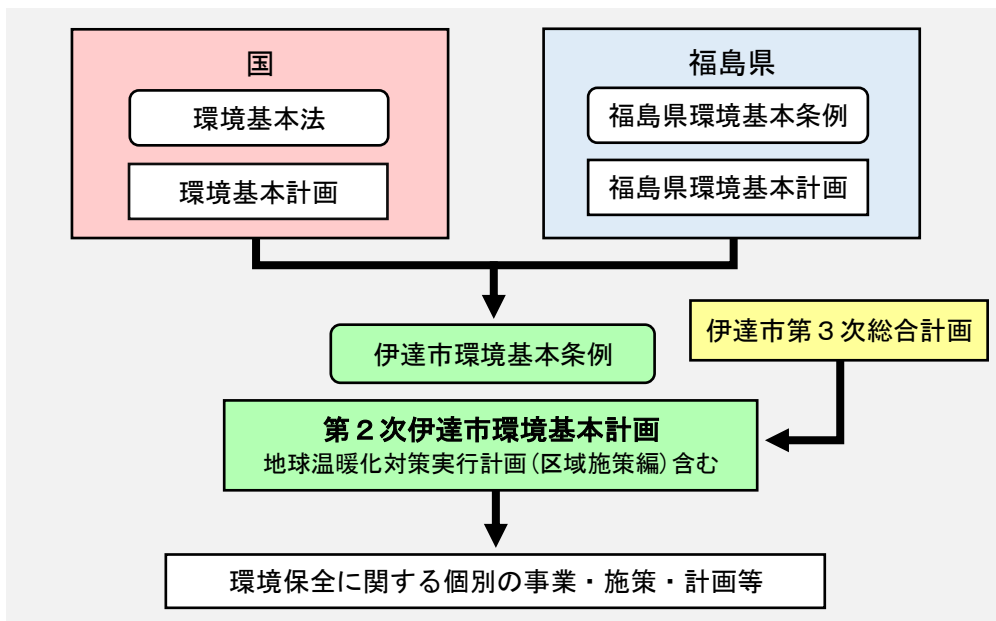 国
環境基本法
環境基本計画
福島県
福島県環境基本条例
福島県環境基本計画
伊達市第３次総合計画
伊達市環境基本条例
第２次伊達市環境基本計画
地球温暖化対策実行計画(区域施策編)含む
環境保全に関する個別の事業・施策・計画等